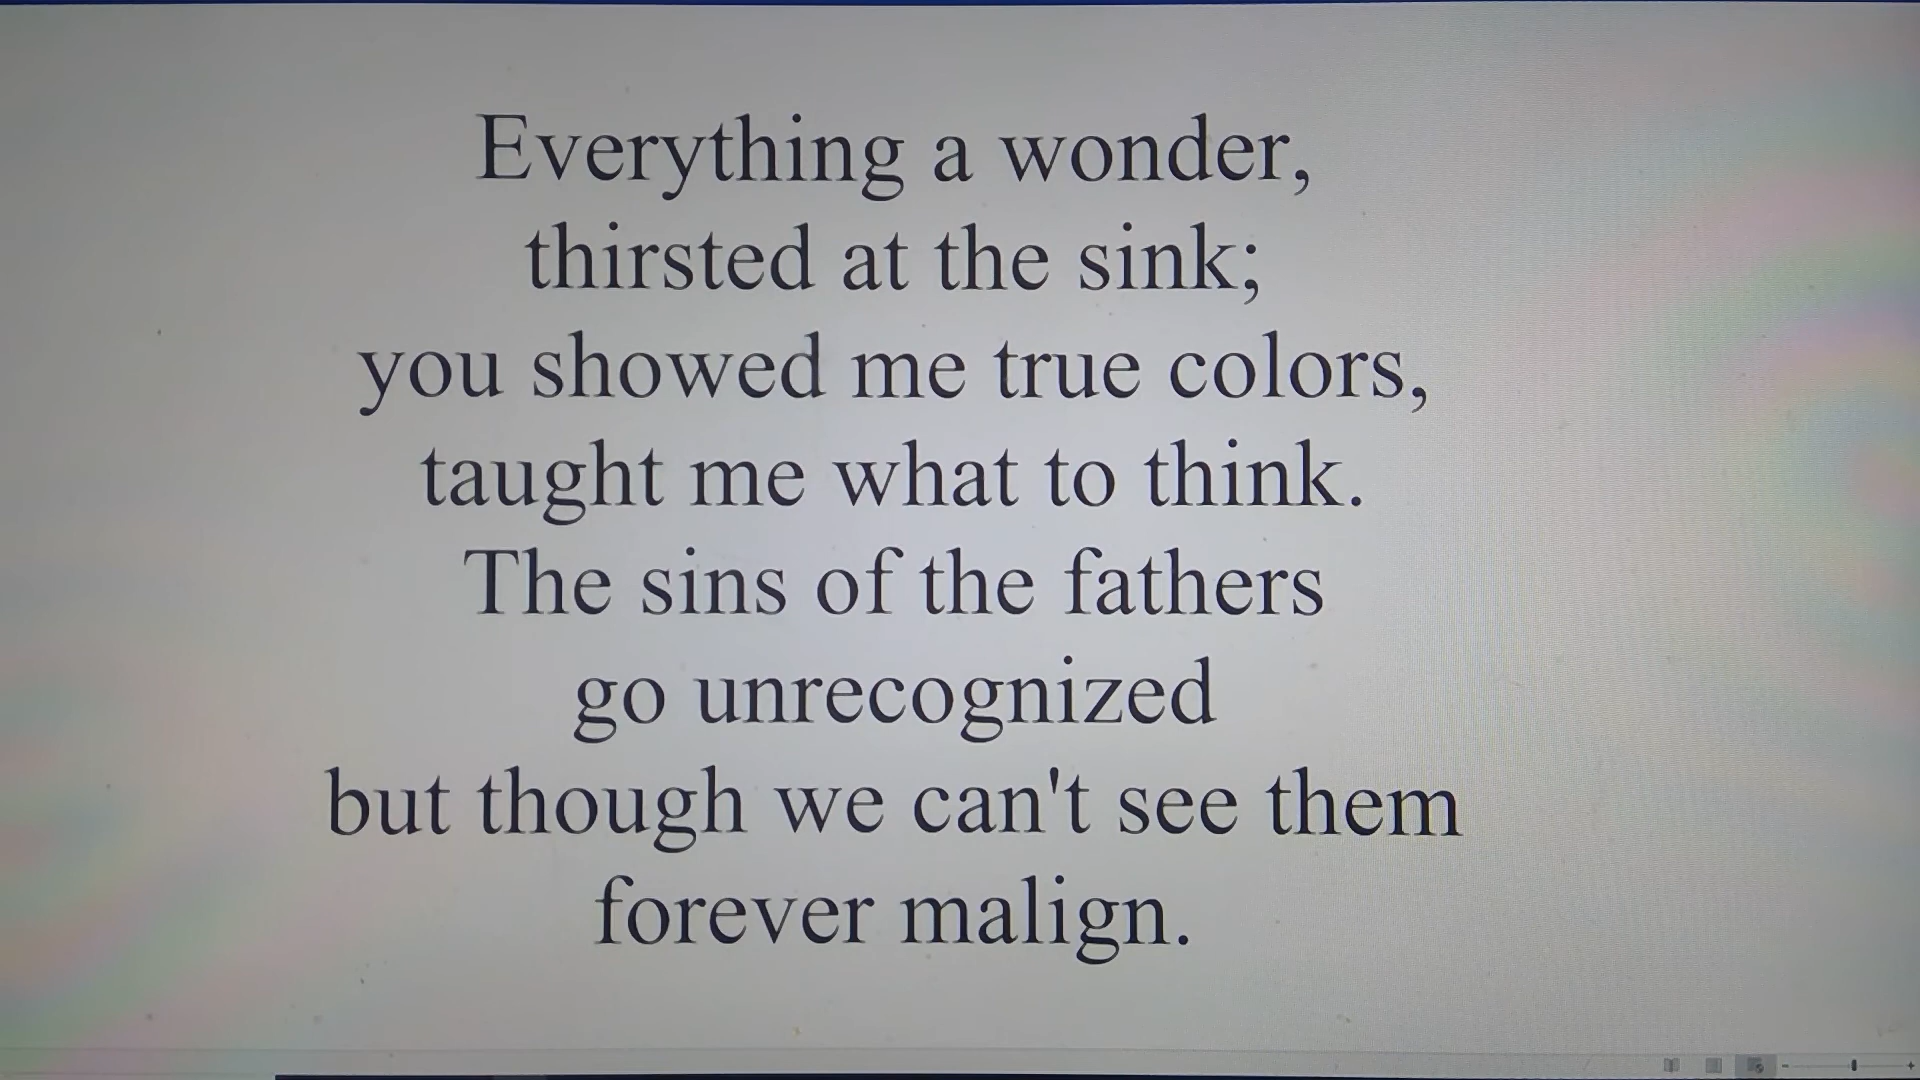 Everything a wonder,
thirsted at the sink;
you showed me true colors,
taught me what to think.
The sins of the fathers
go unrecognized
but though we can't see them
forever malign.